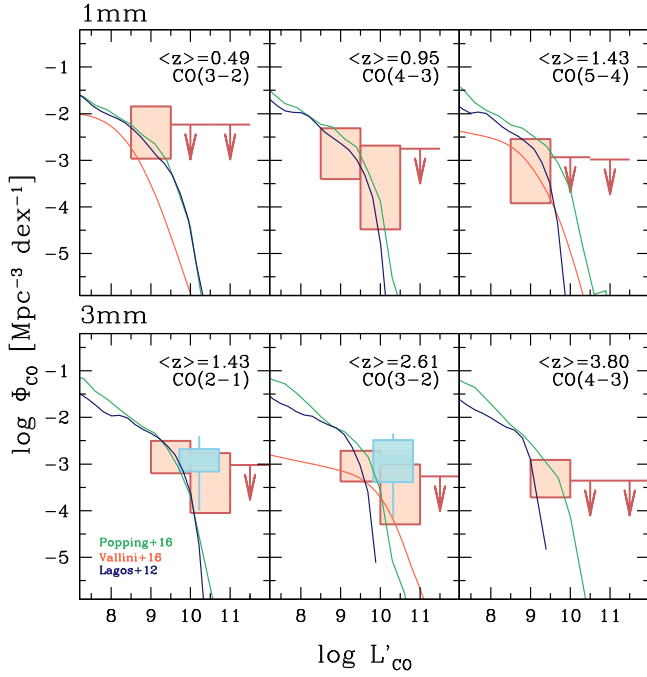 1mm
<z>=0.49
CO(3-2)
<z>=0.95
CO(4-3)
<z>=1.43
CO(5-4)
-1
-2
-3
-4
-5
3mm
<z>=1.43
CO(2-1)
<z>=2.61
CO(3-2)
<z>=3.80
CO(4-3)
-1
-2
-3
-4
-5
Popping+16
Vallini+16
Lagos+12
8 9 10 11 8 9 10 11 8 9 10 11
log Φ_CO [Mpc⁻³ dex⁻¹]
log L'_CO